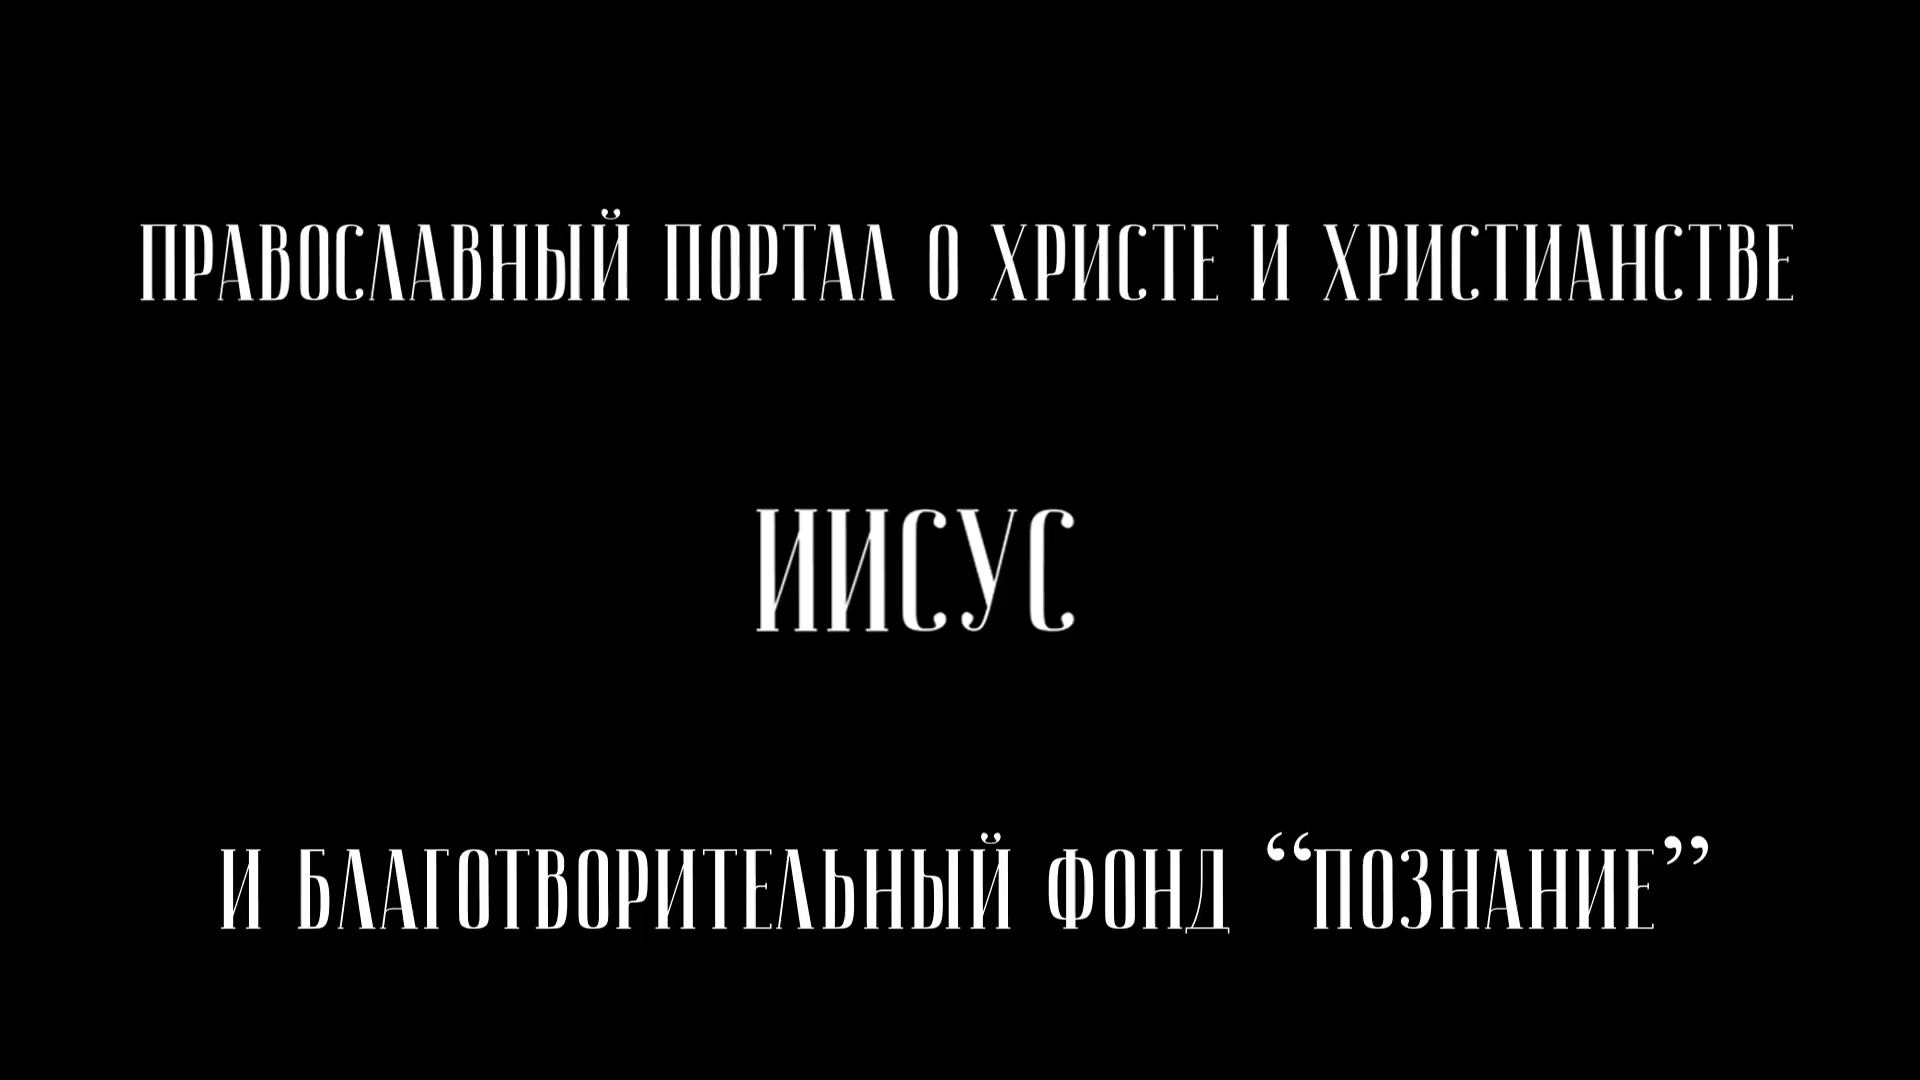 ПРАВОСЛАВНЫЙ ПОРТАЛ О ХРИСТЕ И ХРИСТИАНСТВЕ
ИИСУС
И БЛАГОТВОРИТЕЛЬНЫЙ ФОНД “ПОЗНАНИЕ”